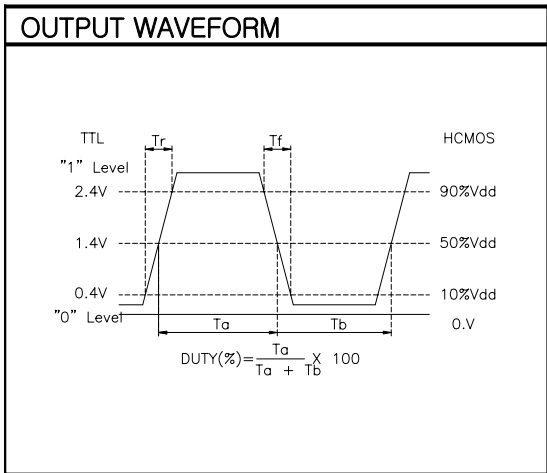 OUTPUT WAVEFORM
TTL Tr Tf HCMOS
"1" Level
2.4V 90%Vdd
1.4V 50%Vdd
0.4V 10%Vdd
"0" Level 0.V
Ta Tb
DUTY(%)= Ta X 100
Ta + Tb